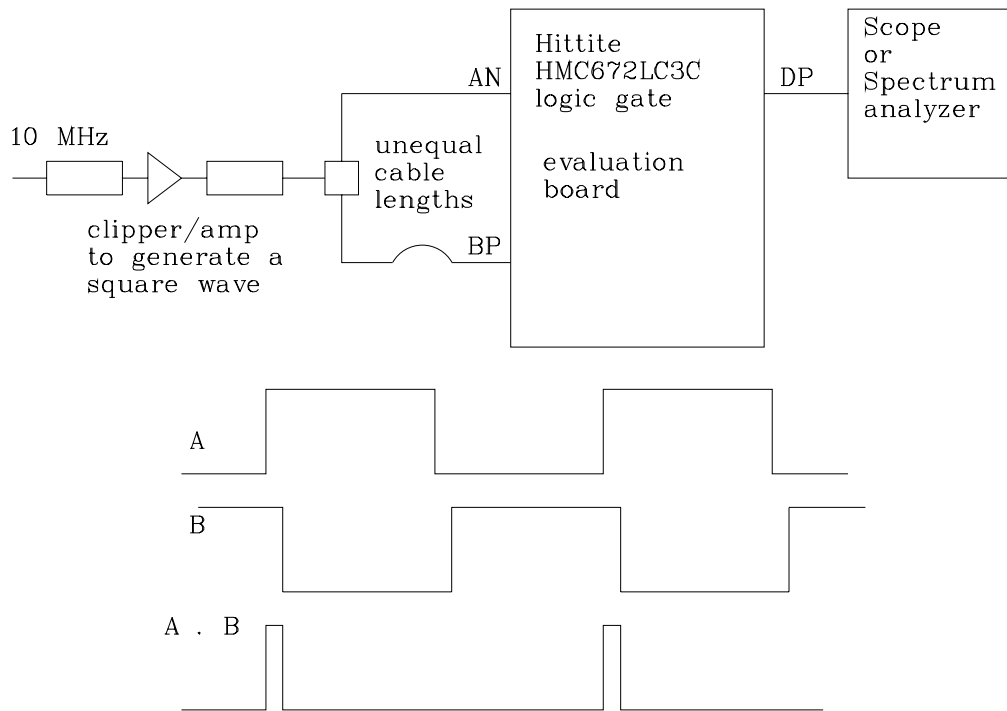 10 MHz
clipper/amp
to generate a
square wave
unequal
cable
lengths
AN
BP
Hittite
HMC672LC3C
logic gate
evaluation
board
DP
Scope
or
Spectrum
analyzer
A
B
A . B